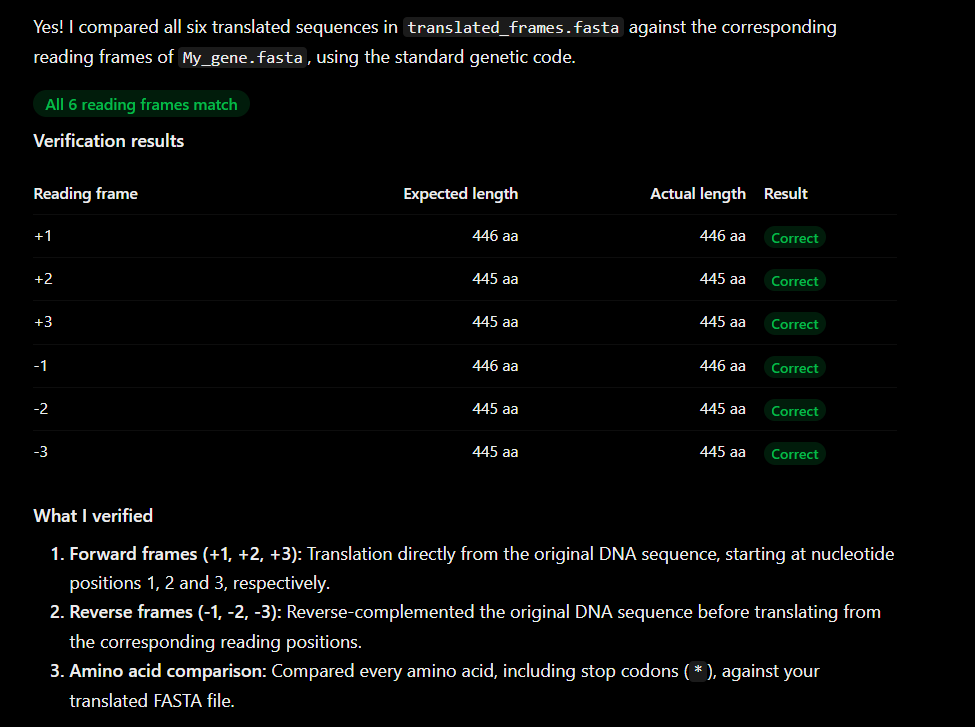 Yes! I compared all six translated sequences in translated_frames.fasta against the corresponding
reading frames of My_gene.fasta, using the standard genetic code.
All 6 reading frames match
Verification results
Reading frame Expected length Actual length Result
+1 446 aa 446 aa Correct
+2 445 aa 445 aa Correct
+3 445 aa 445 aa Correct
-1 446 aa 446 aa Correct
-2 445 aa 445 aa Correct
-3 445 aa 445 aa Correct
What I verified
1. Forward frames (+1, +2, +3): Translation directly from the original DNA sequence, starting at nucleotide
positions 1, 2 and 3, respectively.
2. Reverse frames (-1, -2, -3): Reverse-complemented the original DNA sequence before translating from
the corresponding reading positions.
3. Amino acid comparison: Compared every amino acid, including stop codons (*), against your
translated FASTA file.